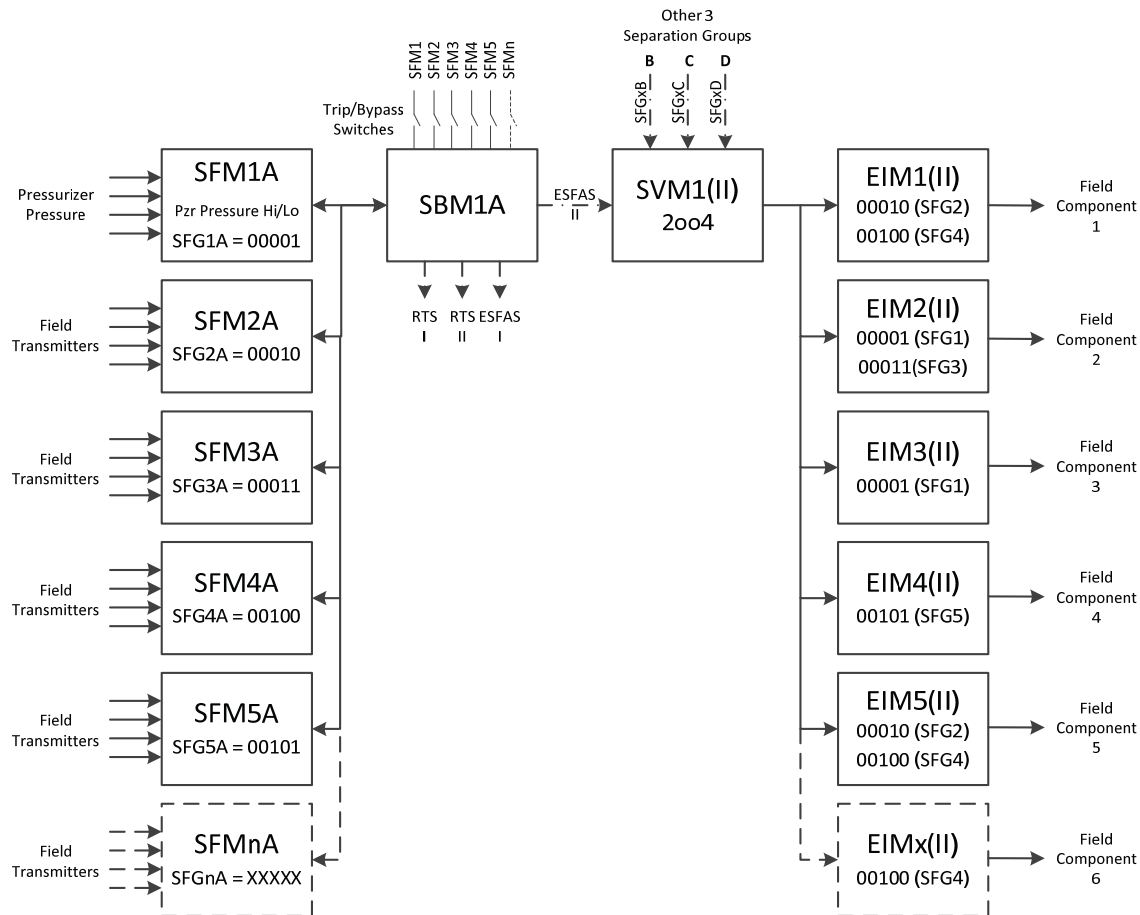 Other 3
Separation Groups
B C D
SFGxB
SFGxC
SFGxD
SFM1
SFM2
SFM3
SFM4
SFM5
SFMn
Trip/Bypass
Switches
Pressurizer
Pressure
SFM1A
Pzr Pressure Hi/Lo
SFG1A = 00001
SBM1A
ESFAS
II
SVM1(II)
2oo4
EIM1(II)
00010 (SFG2)
00100 (SFG4)
Field
Component
1
RTS
I
RTS
II
ESFAS
I
Field
Transmitters
SFM2A
SFG2A = 00010
EIM2(II)
00001 (SFG1)
00011(SFG3)
Field
Component
2
Field
Transmitters
SFM3A
SFG3A = 00011
EIM3(II)
00001 (SFG1)
Field
Component
3
Field
Transmitters
SFM4A
SFG4A = 00100
EIM4(II)
00101 (SFG5)
Field
Component
4
Field
Transmitters
SFM5A
SFG5A = 00101
EIM5(II)
00010 (SFG2)
00100 (SFG4)
Field
Component
5
Field
Transmitters
SFMnA
SFGnA = XXXXX
EIMx(II)
00100 (SFG4)
Field
Component
6